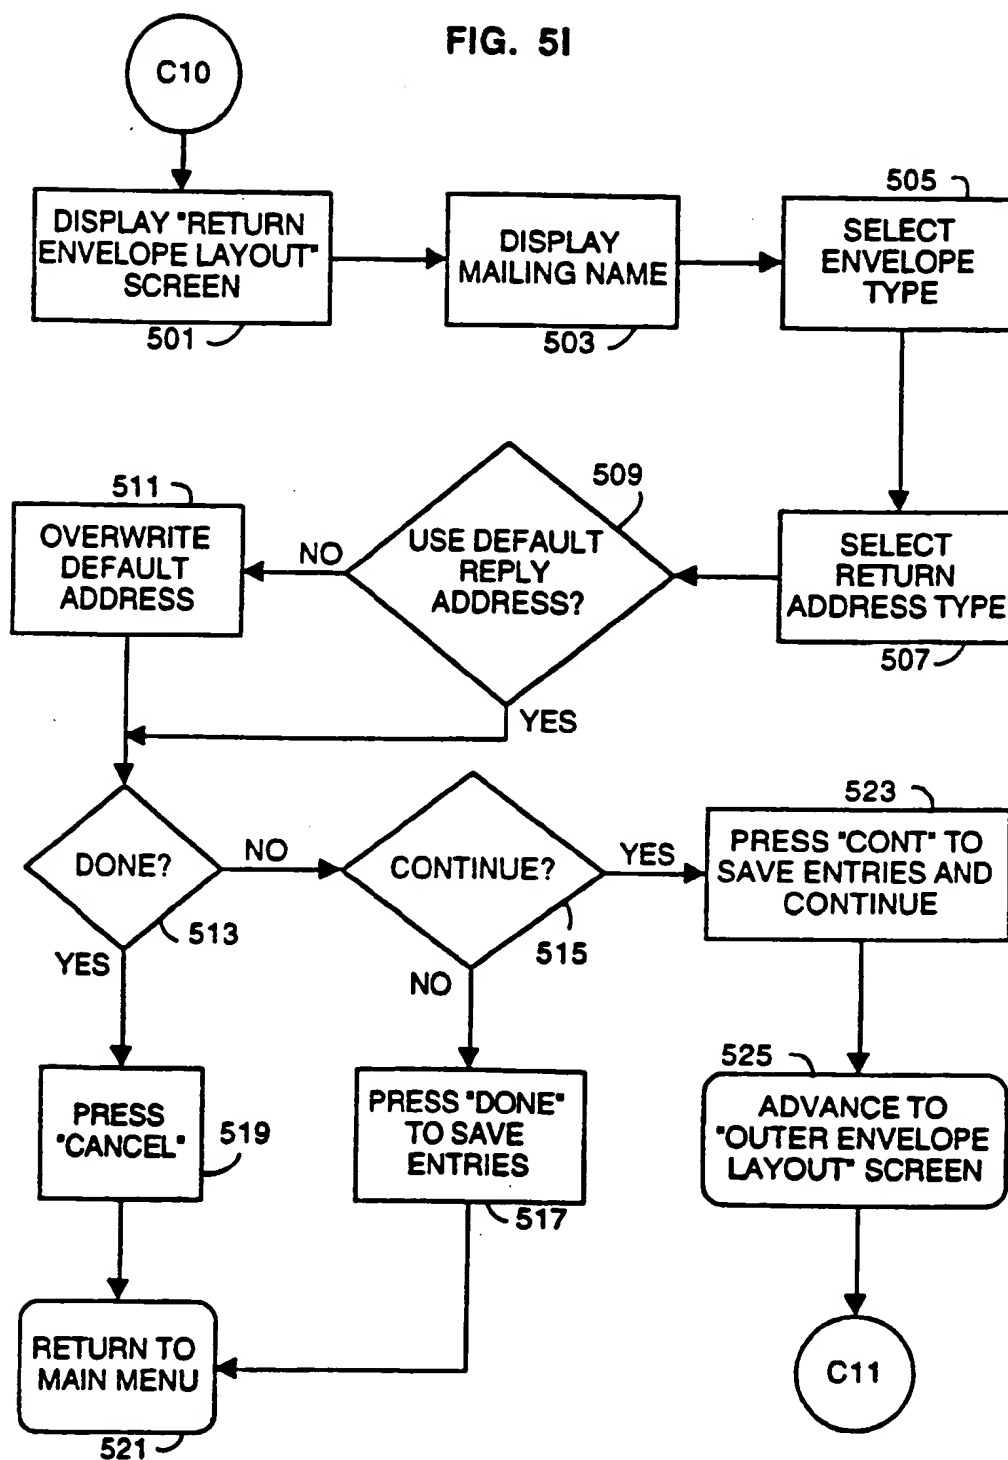 FIG. 5I
C10
DISPLAY "RETURN
ENVELOPE LAYOUT"
SCREEN
501
DISPLAY
MAILING NAME
503
505
SELECT
ENVELOPE
TYPE
511
OVERWRITE
DEFAULT
ADDRESS
NO
509
USE DEFAULT
REPLY
ADDRESS?
YES
SELECT
RETURN
ADDRESS TYPE
507
DONE?
NO
513
YES
CONTINUE?
YES
515
NO
523
PRESS "CONT" TO
SAVE ENTRIES AND
CONTINUE
PRESS
"CANCEL"
519
PRESS "DONE"
TO SAVE
ENTRIES
517
525
ADVANCE TO
"OUTER ENVELOPE
LAYOUT" SCREEN
RETURN TO
MAIN MENU
521
C11